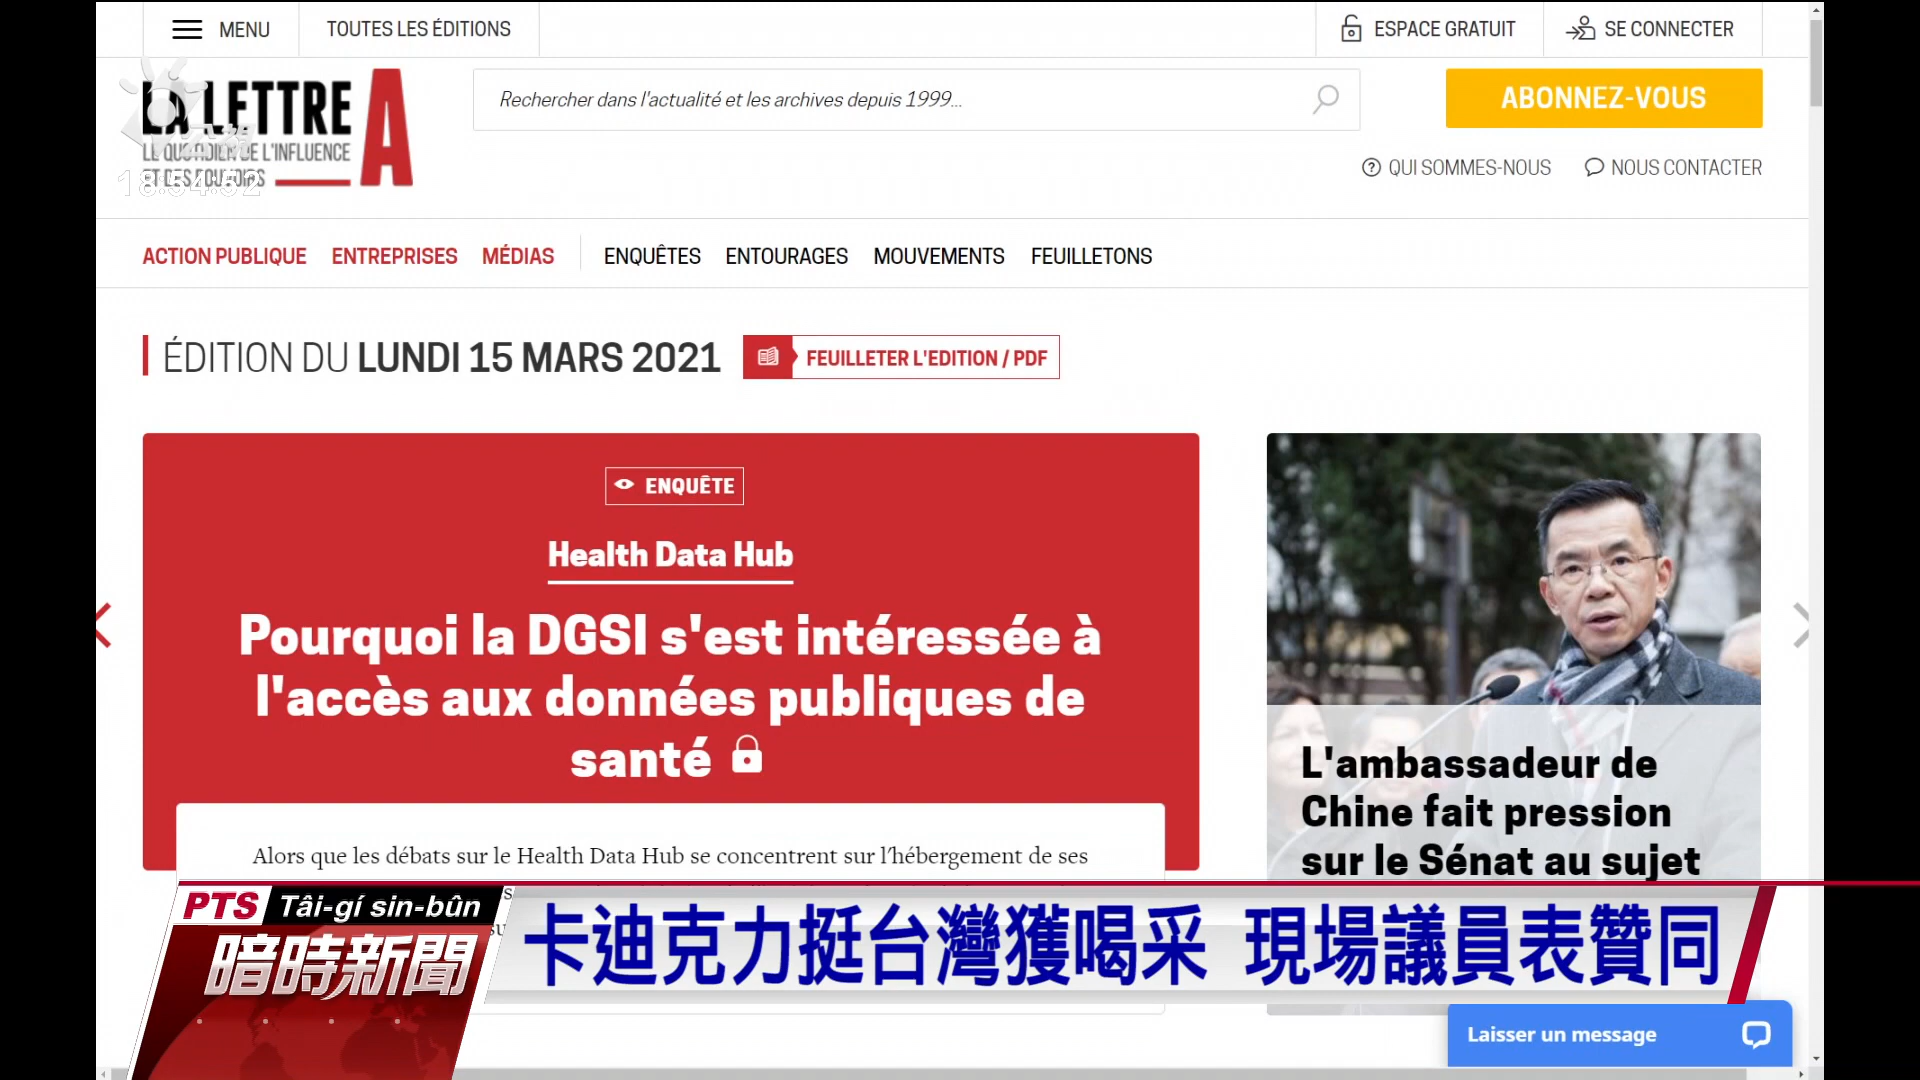 MENU
TOUTES LES ÉDITIONS
ESPACE GRATUIT
SE CONNECTER
LA LETTRE A
LE QUOTIDIEN DE L'INFLUENCE
ET DES POUVOIRS
18:54:52
Rechercher dans l'actualité et les archives depuis 1999...
ABONNEZ-VOUS
QUI SOMMES-NOUS
NOUS CONTACTER
ACTION PUBLIQUE
ENTREPRISES
MÉDIAS
ENQUÊTES
ENTOURAGES
MOUVEMENTS
FEUILLETONS
ÉDITION DU LUNDI 15 MARS 2021
FEUILLETER L'EDITION / PDF
ENQUÊTE
Health Data Hub
Pourquoi la DGSI s'est intéressée à
l'accès aux données publiques de
santé
Alors que les débats sur le Health Data Hub se concentrent sur l'hébergement de ses
L'ambassadeur de
Chine fait pression
sur le Sénat au sujet
PTS Tâi-gí sin-bûn
暗時新聞
卡迪克力挺台灣獲喝采 現場議員表贊同
Laisser un message